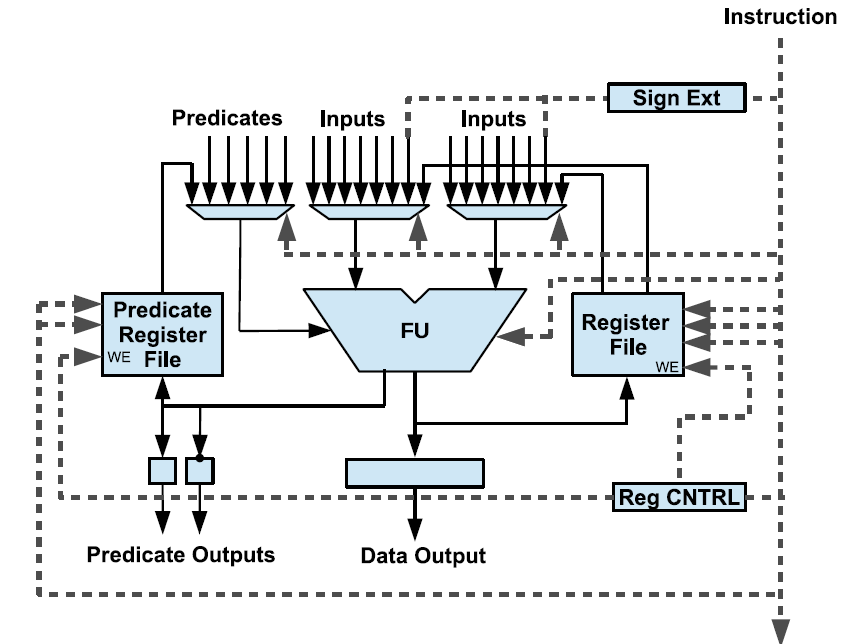 Instruction
Sign Ext
Predicates
Inputs
Inputs
Predicate
Register
WE File
FU
Register
File
WE
Reg CNTRL
Predicate Outputs
Data Output